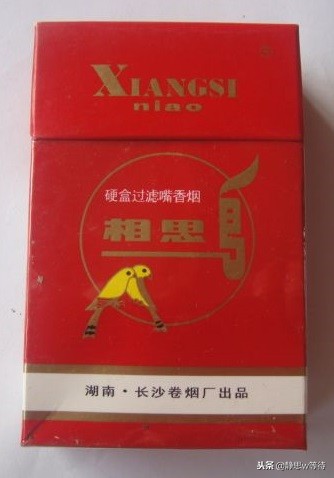 XIANGSI
niao
硬盒过滤嘴香烟
相思鸟
湖南·长沙卷烟厂出品
头条@静思w等待